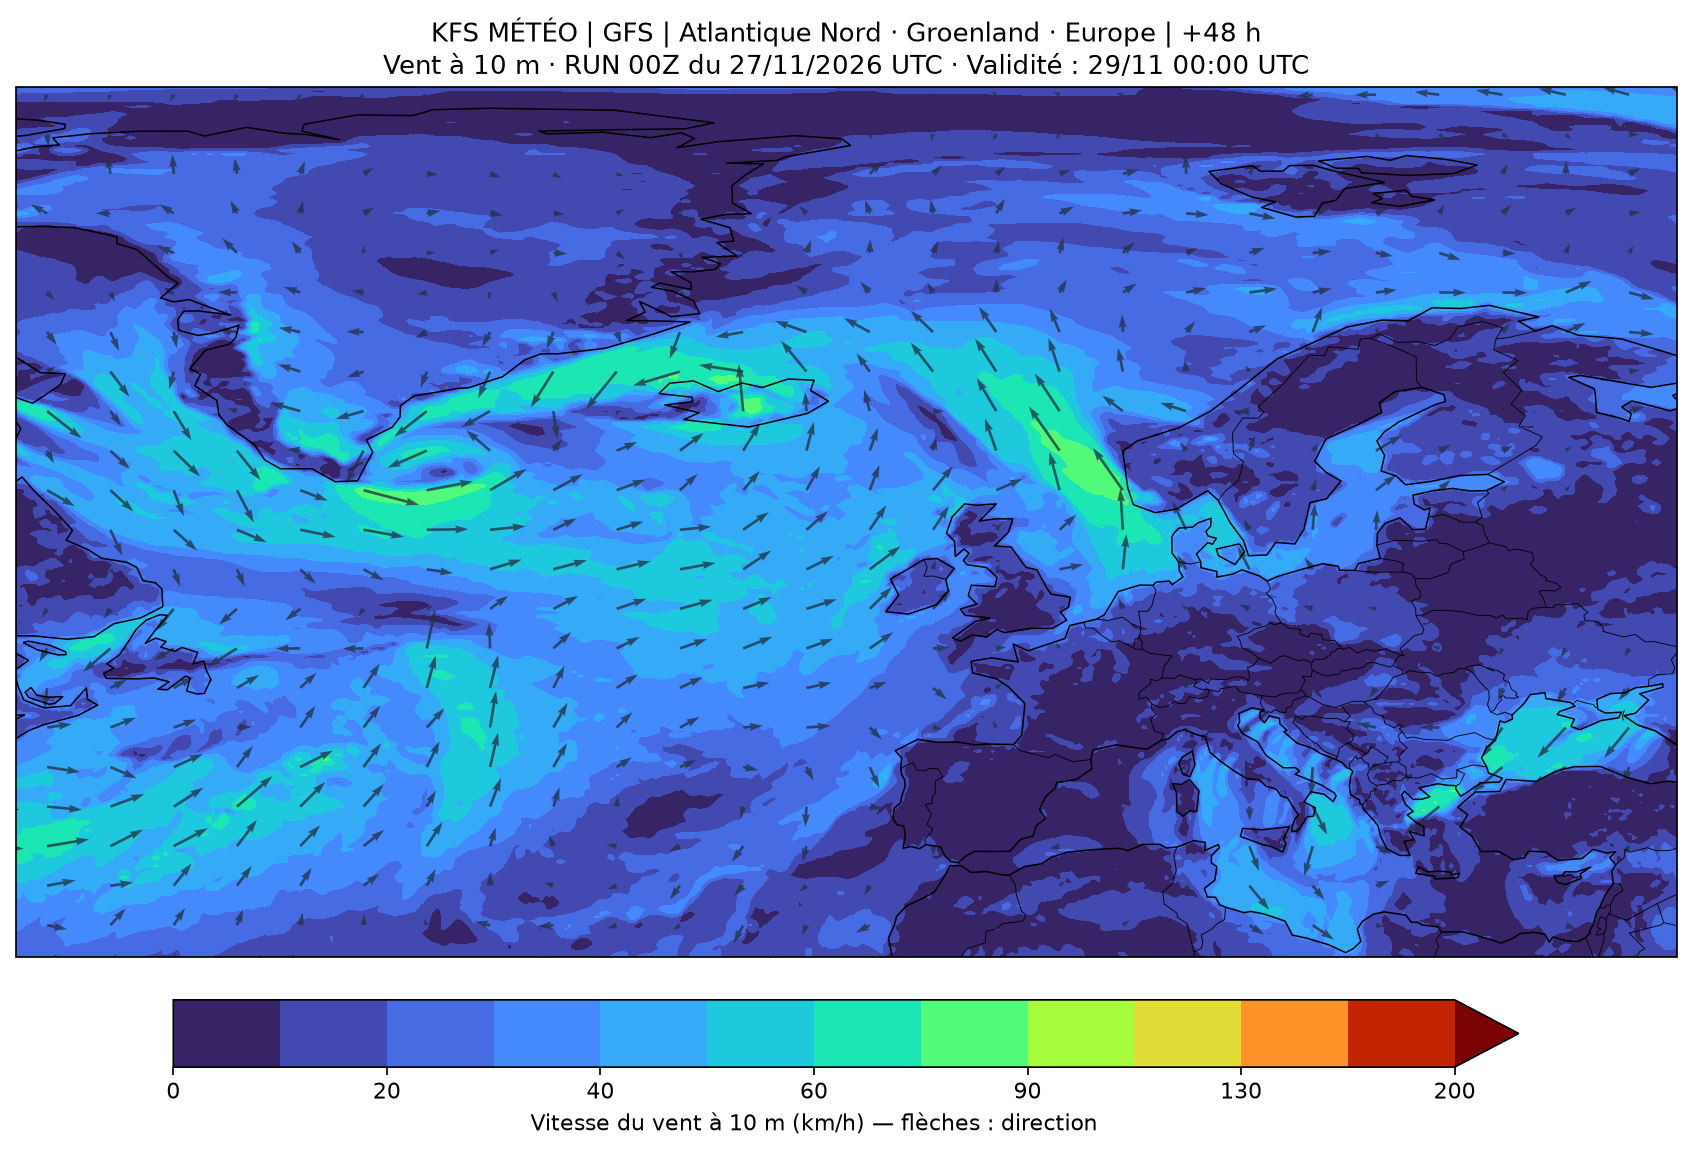 KFS MÉTÉO | GFS | Atlantique Nord · Groenland · Europe | +48 h
Vent à 10 m · RUN 00Z du 27/11/2026 UTC · Validité : 29/11 00:00 UTC
0 20 40 60 90 130 200
Vitesse du vent à 10 m (km/h) — flèches : direction